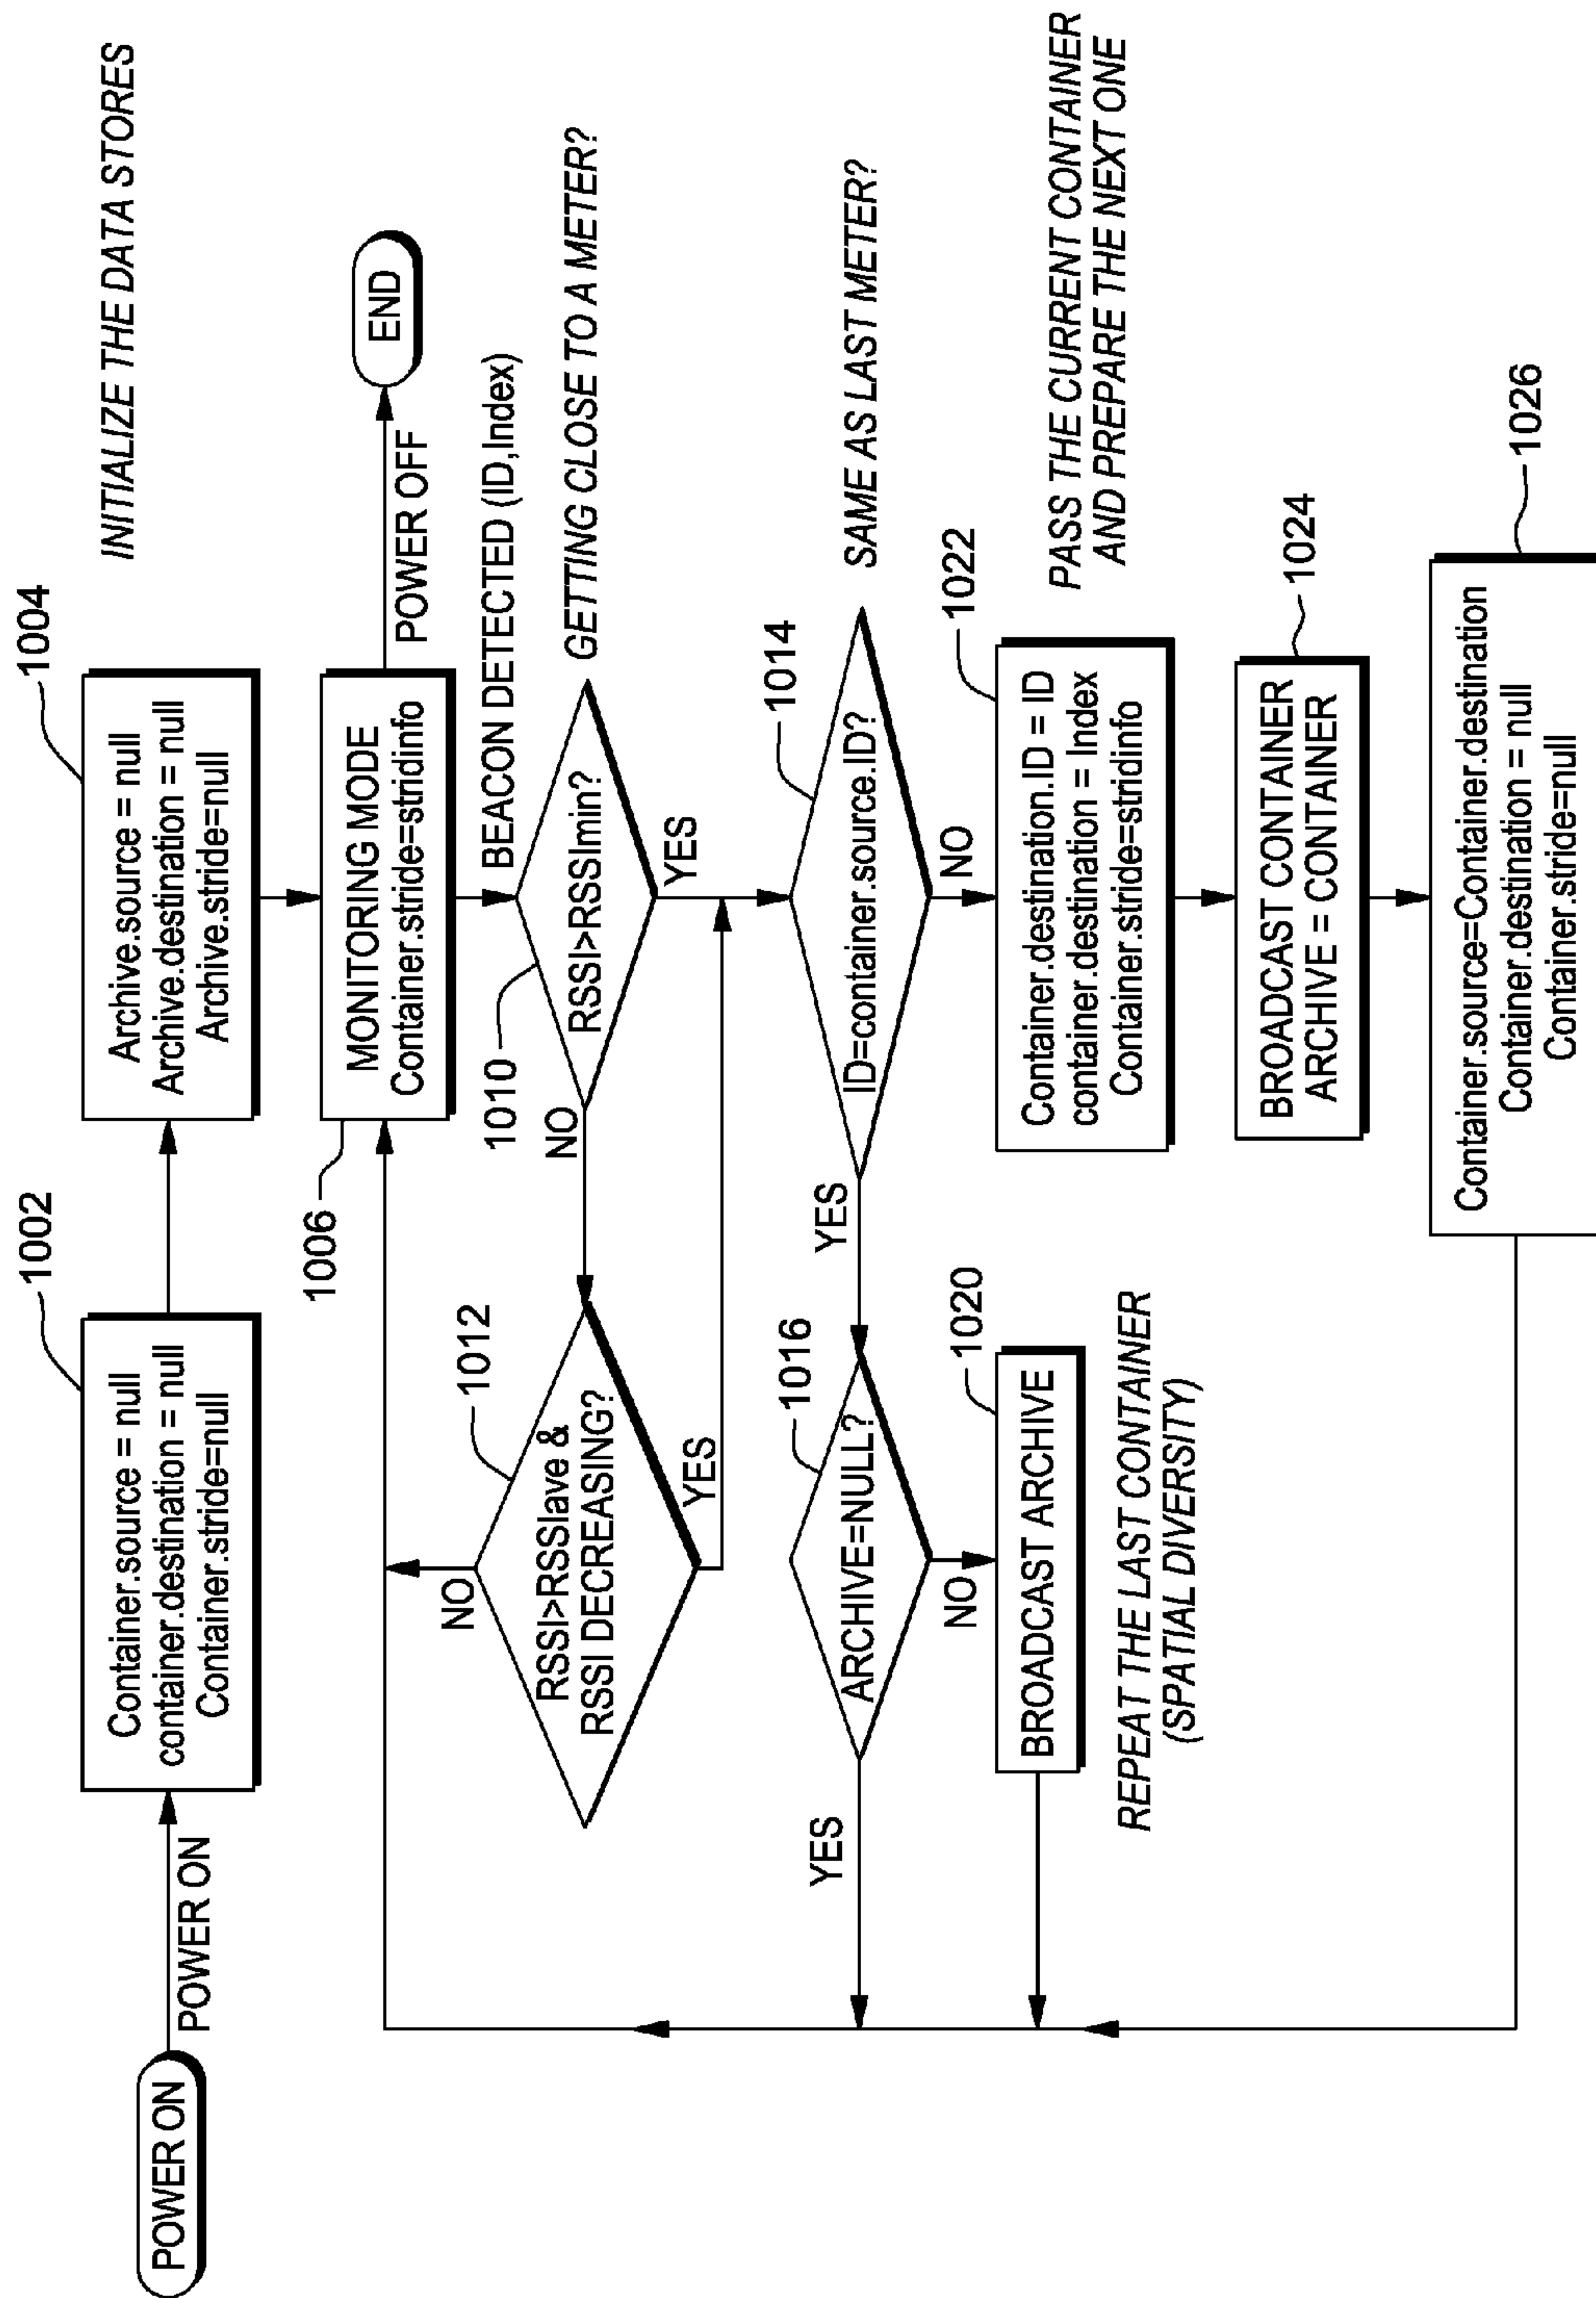 POWER ON
POWER ON
1002
Container.source = null
container.destination = null
Container.stride=null
1004
Archive.source = null
Archive.destination = null
Archive.stride=null
INITIALIZE THE DATA STORES
1006
MONITORING MODE
Container.stride=stridinfo
POWER OFF
END
BEACON DETECTED (ID,Index)
1010
RSSI>RSSImin?
GETTING CLOSE TO A METER?
NO
YES
1012
RSSI>RSSlave &
RSSI DECREASING?
NO
YES
1014
ID=container.source.ID?
SAME AS LAST METER?
YES
NO
1016
ARCHIVE=NULL?
YES
NO
1020
BROADCAST ARCHIVE
REPEAT THE LAST CONTAINER
(SPATIAL DIVERSITY)
1022
Container.destination.ID = ID
container.destination = Index
Container.stride=stridinfo
PASS THE CURRENT CONTAINER
AND PREPARE THE NEXT ONE
1024
BROADCAST CONTAINER
ARCHIVE = CONTAINER
1026
Container.source=Container.destination
Container.destination = null
Container.stride=null